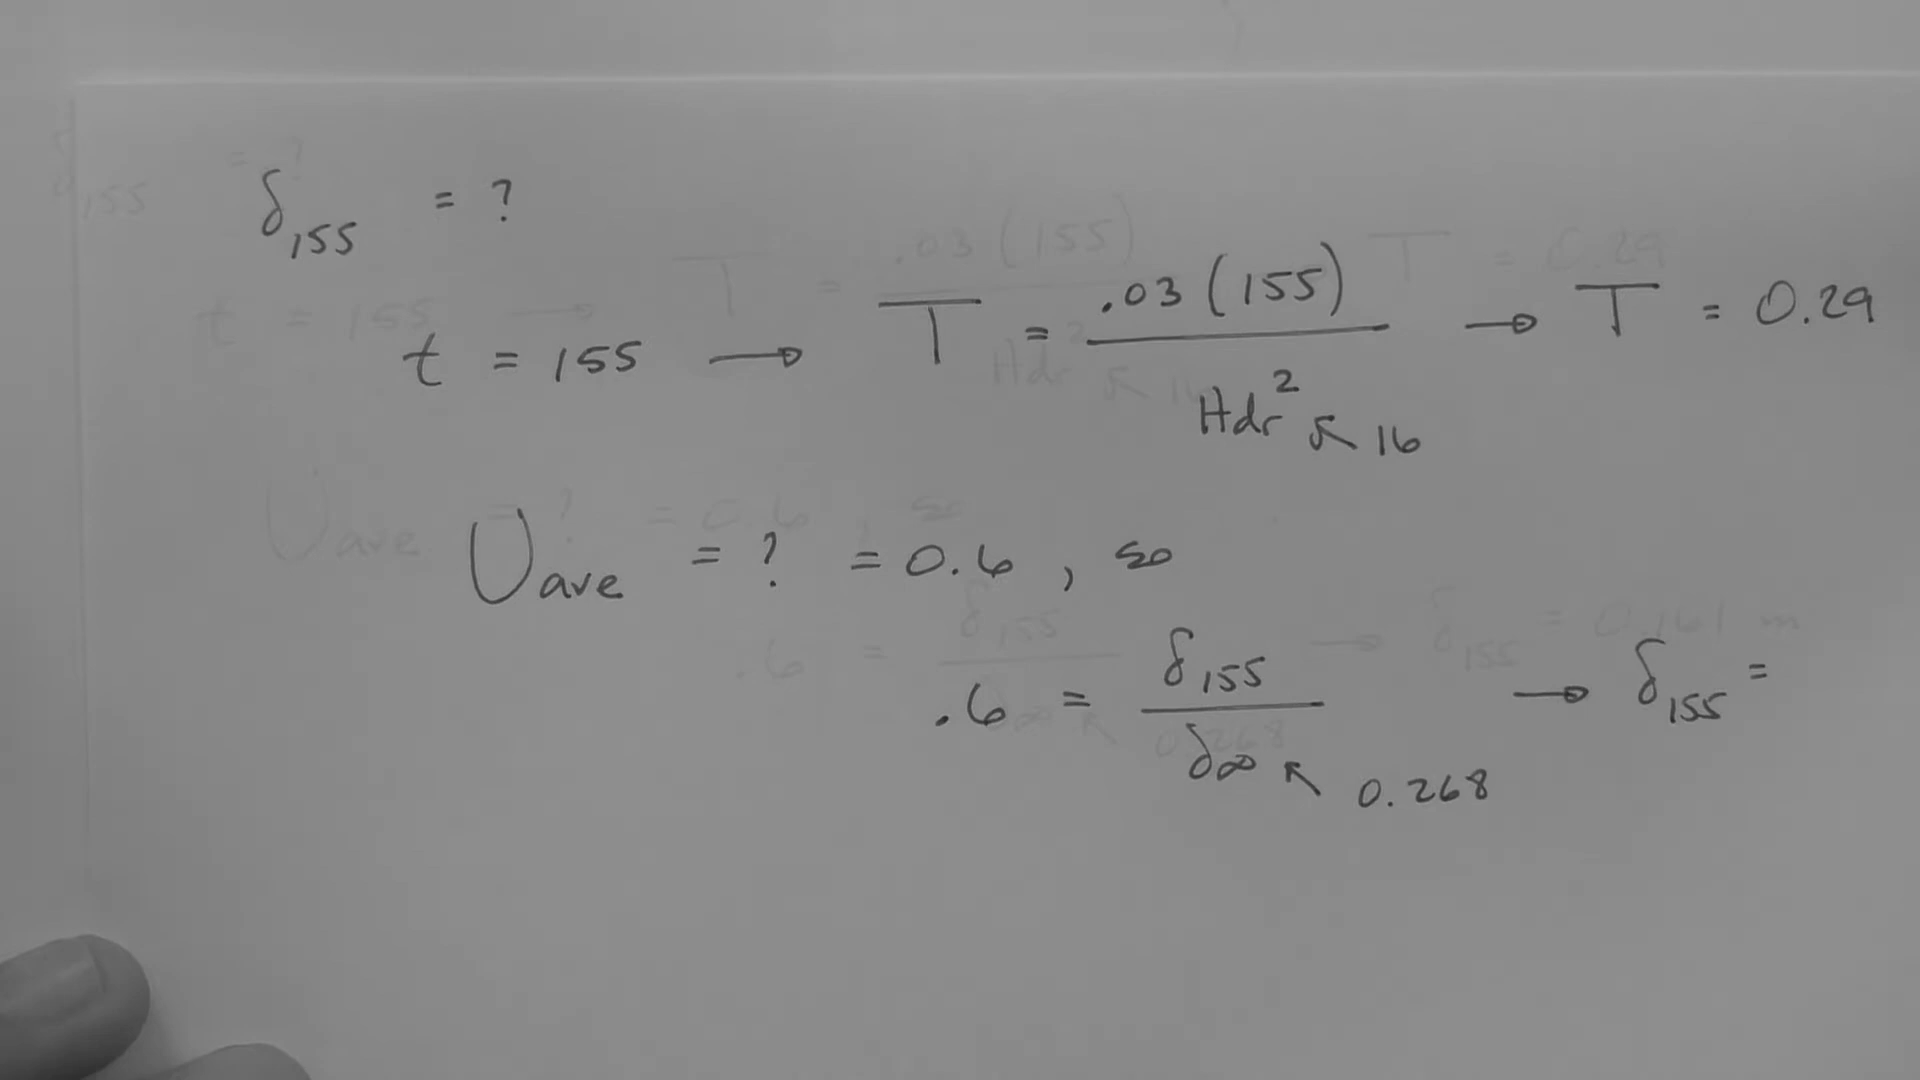 δ155 = ?
t = 155 → T = .03 (155) / Hdr² ↖ 16 → T = 0.29
Uave = ? = 0.6 , so
.6 = δ155 / δ∞ ↖ 0.268 → δ155 =